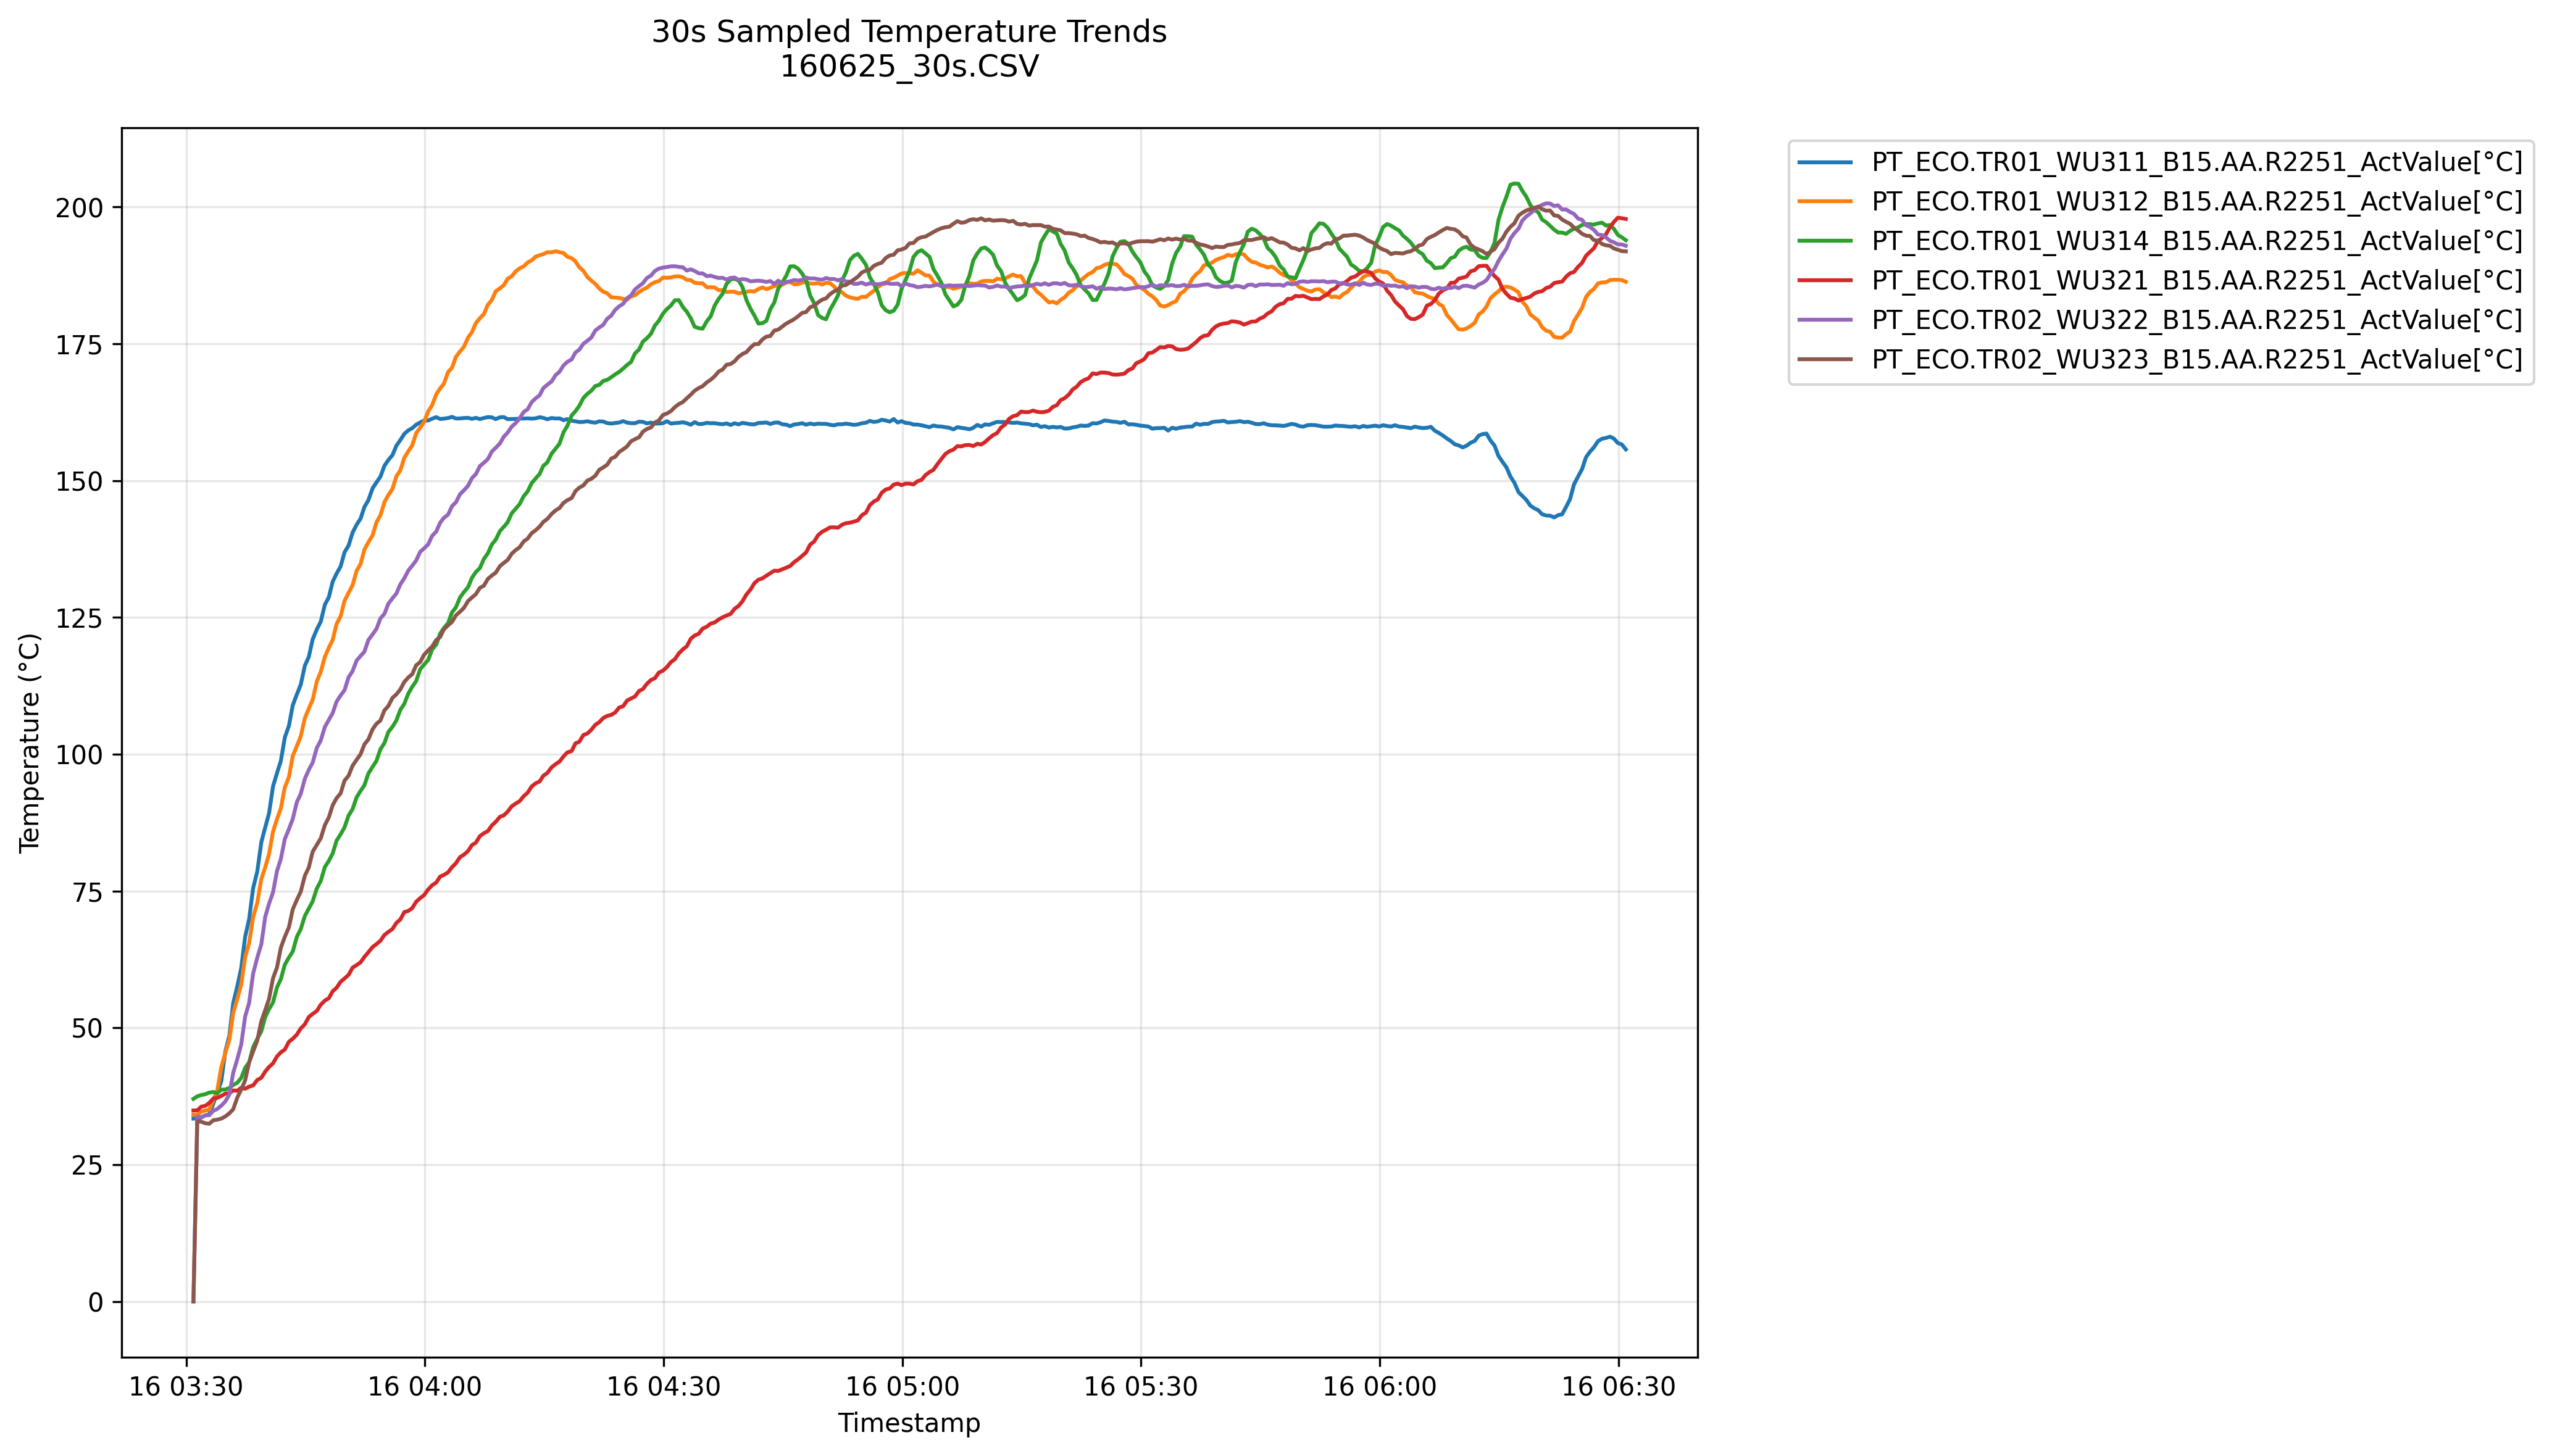 30s Sampled Temperature Trends
160625_30s.CSV
PT_ECO.TR01_WU311_B15.AA.R2251_ActValue[°C]
PT_ECO.TR01_WU312_B15.AA.R2251_ActValue[°C]
PT_ECO.TR01_WU314_B15.AA.R2251_ActValue[°C]
PT_ECO.TR01_WU321_B15.AA.R2251_ActValue[°C]
PT_ECO.TR02_WU322_B15.AA.R2251_ActValue[°C]
PT_ECO.TR02_WU323_B15.AA.R2251_ActValue[°C]
Temperature (°C)
200
175
150
125
100
75
50
25
0
16 03:30
16 04:00
16 04:30
16 05:00
16 05:30
16 06:00
16 06:30
Timestamp